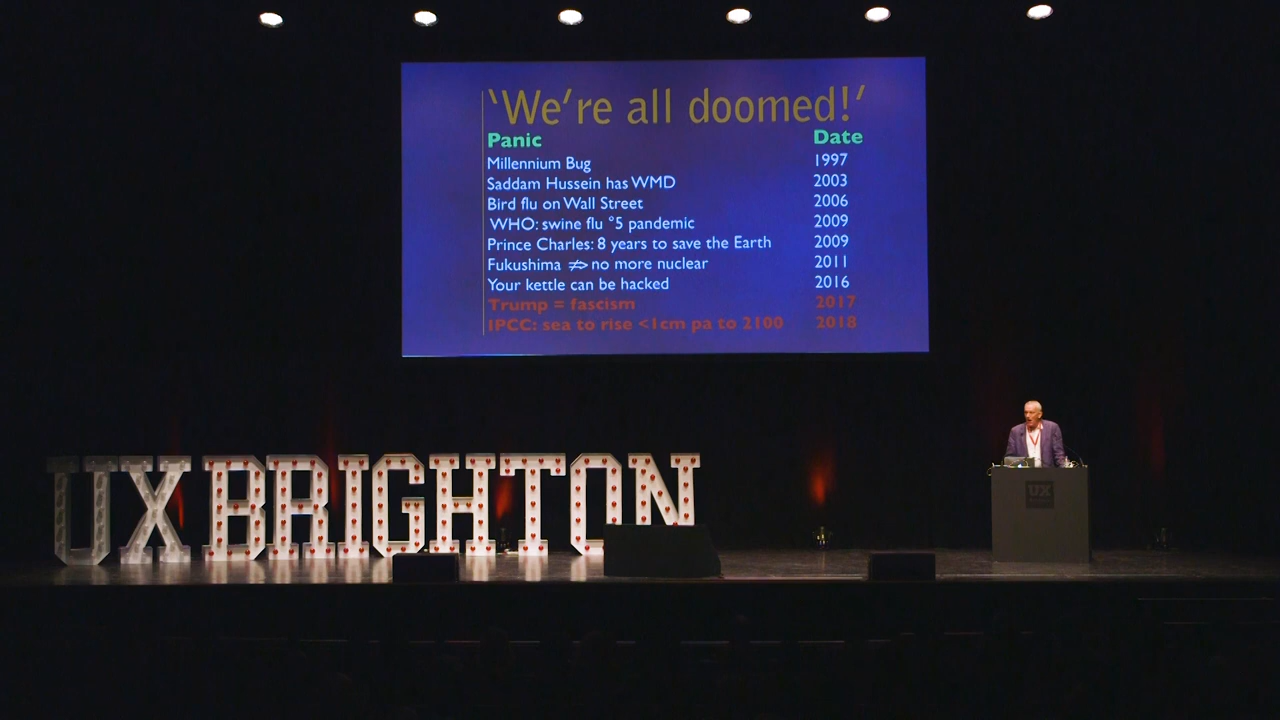 ‘We’re all doomed!’
Panic Date
Millennium Bug 1997
Saddam Hussein has WMD 2003
Bird flu on Wall Street 2006
WHO: swine flu °5 pandemic 2009
Prince Charles: 8 years to save the Earth 2009
Fukushima ≠> no more nuclear 2011
Your kettle can be hacked 2016
Trump = fascism 2017
IPCC: sea to rise <1cm pa to 2100 2018
UX BRIGHTON
UX